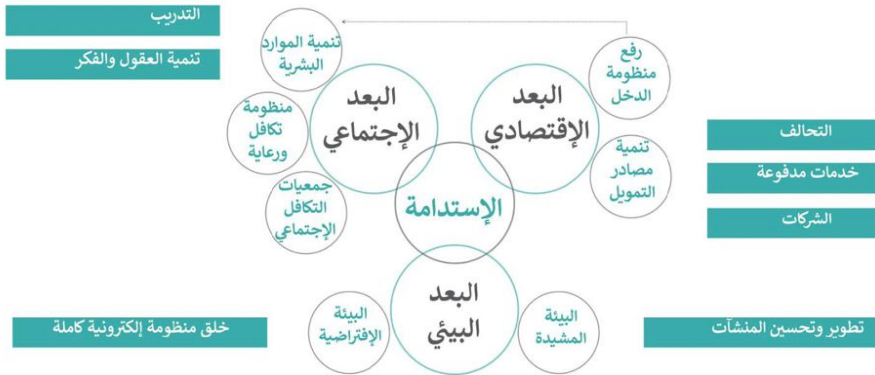 التدريب
تنمية العقول والفكر
تنمية الموارد
البشرية
منظومة
تكافل
ورعاية
جمعيات
التكافل
الإجتماعي
البعد
الإجتماعي
البعد
الإقتصادي
رفع
منظومة
الدخل
تنمية
مصادر
التمويل
التحالف
خدمات مدفوعة
الشركات
الإستدامة
البعد
البيئي
البيئة
المشيدة
البيئة
الإفتراضية
تطوير وتحسين المنشآت
خلق منظومة إلكترونية كاملة